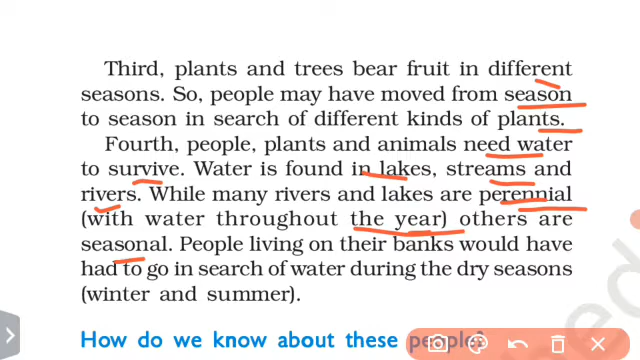 Third, plants and trees bear fruit in different
seasons. So, people may have moved from season
to season in search of different kinds of plants.
Fourth, people, plants and animals need water
to survive. Water is found in lakes, streams and
rivers. While many rivers and lakes are perennial
(with water throughout the year) others are
seasonal. People living on their banks would have
had to go in search of water during the dry seasons
(winter and summer).
How do we know about these people?